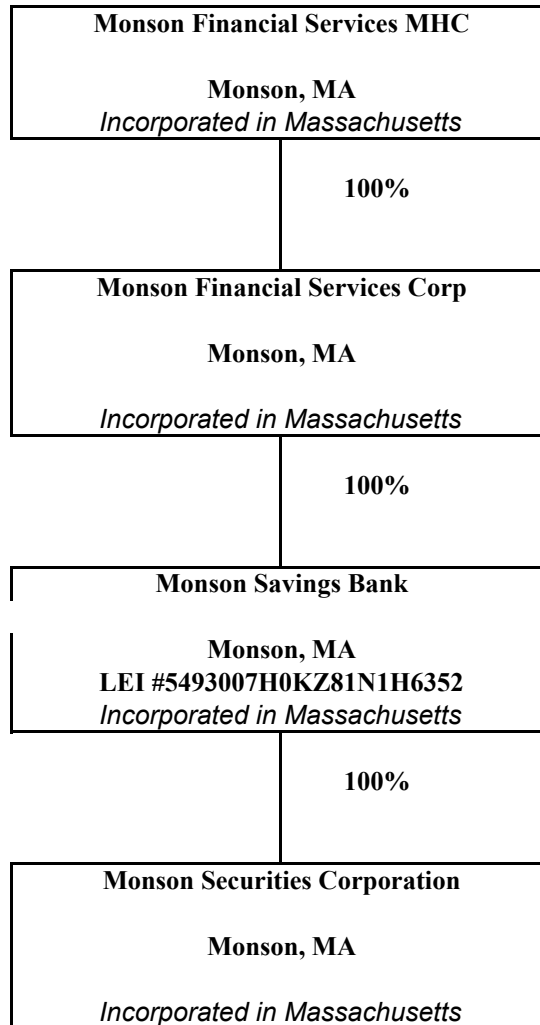 Monson Financial Services MHC
Monson, MA
Incorporated in Massachusetts
100%
Monson Financial Services Corp
Monson, MA
Incorporated in Massachusetts
100%
Monson Savings Bank
Monson, MA
LEI #5493007H0KZ81N1H6352
Incorporated in Massachusetts
100%
Monson Securities Corporation
Monson, MA
Incorporated in Massachusetts